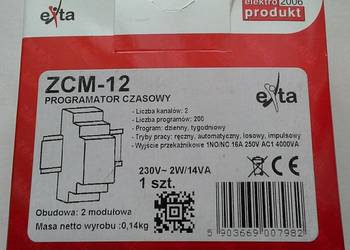 exta
elektro 2006
produkt
ZCM-12
PROGRAMATOR CZASOWY
exta
- Liczba kanałów: 2
- Liczba programów: 200
- Program: dzienny, tygodniowy
- Tryby pracy: ręczny, automatyczny, losowy, impulsowy
- Wyjście przekaźnikowe 1NO/NC 16A 250V AC1 4000VA
230V~ 2W/14VA
1 szt.
Obudowa: 2 modułowa
Masa netto wyrobu :0,14kg
5 903669 007982